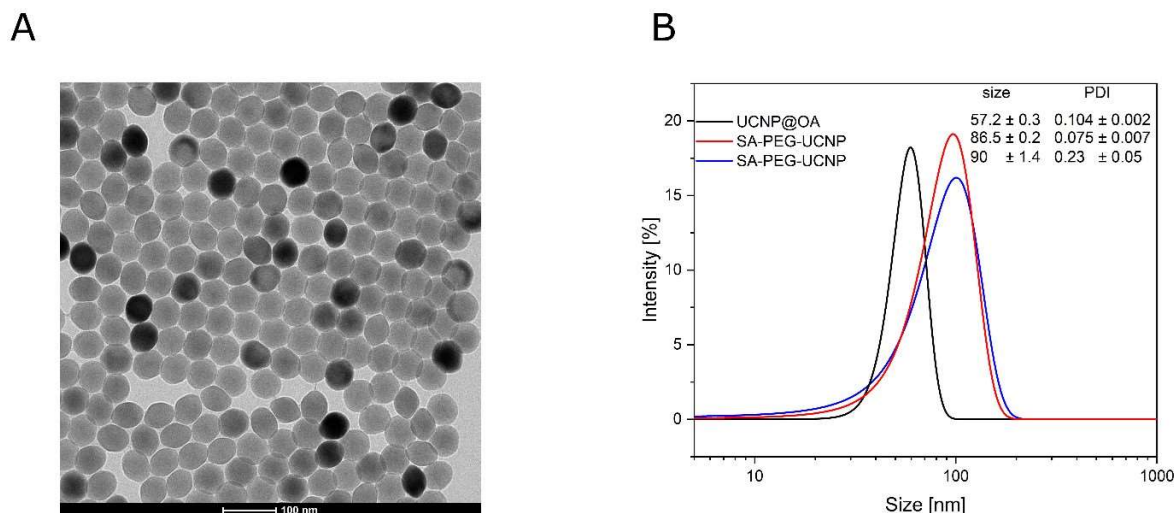 A
B
100 nm
size PDI
UCNP@OA 57.2 ± 0.3 0.104 ± 0.002
SA-PEG-UCNP 86.5 ± 0.2 0.075 ± 0.007
SA-PEG-UCNP 90 ± 1.4 0.23 ± 0.05
20
15
10
5
0
Intensity [%]
10 100 1000
Size [nm]